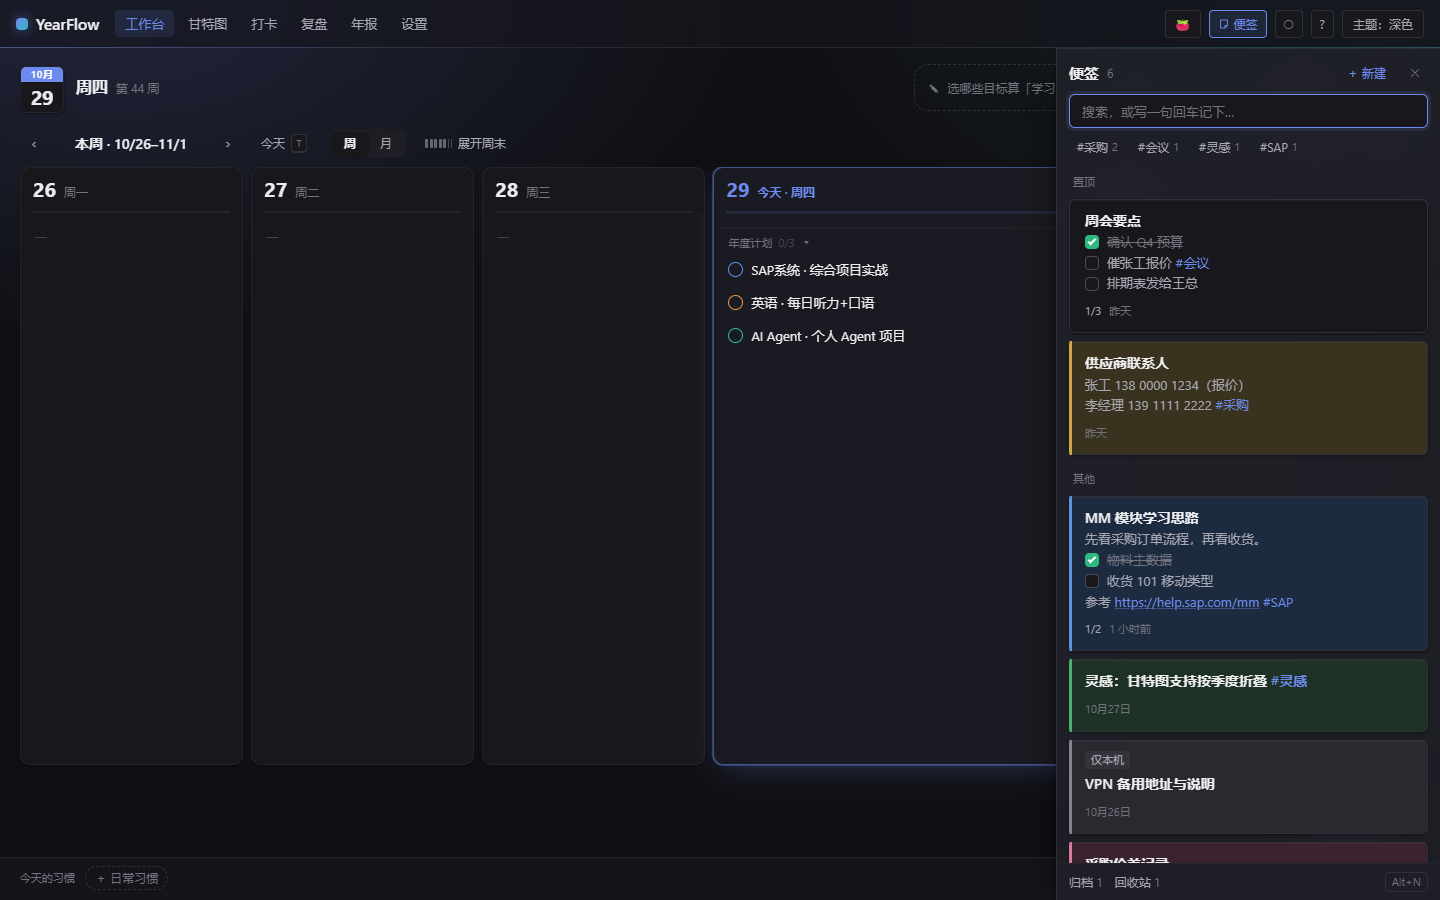 YearFlow 工作台 甘特图 打卡 复盘 年报 设置
便签 ? 主题：深色
10月
29
周四 第 44 周
选哪些目标算「学习
‹ 本周 · 10/26–11/1 › 今天 T 周 月 展开周末
26 周一
—
27 周二
—
28 周三
—
29 今天 · 周四
年度计划 0/3
SAP系统 · 综合项目实战
英语 · 每日听力+口语
AI Agent · 个人 Agent 项目
今天的习惯 + 日常习惯
便签 6 + 新建 ×
搜索，或写一句回车记下...
#采购 2 #会议 1 #灵感 1 #SAP 1
置顶
周会要点
确认 Q4 预算
催张工报价 #会议
排期表发给王总
1/3 昨天
供应商联系人
张工 138 0000 1234（报价）
李经理 139 1111 2222 #采购
昨天
其他
MM 模块学习思路
先看采购订单流程，再看收货。
物料主数据
收货 101 移动类型
参考 https://help.sap.com/mm #SAP
1/2 1 小时前
灵感：甘特图支持按季度折叠 #灵感
10月27日
仅本机
VPN 备用地址与说明
10月26日
归档 1 回收站 1 Alt+N